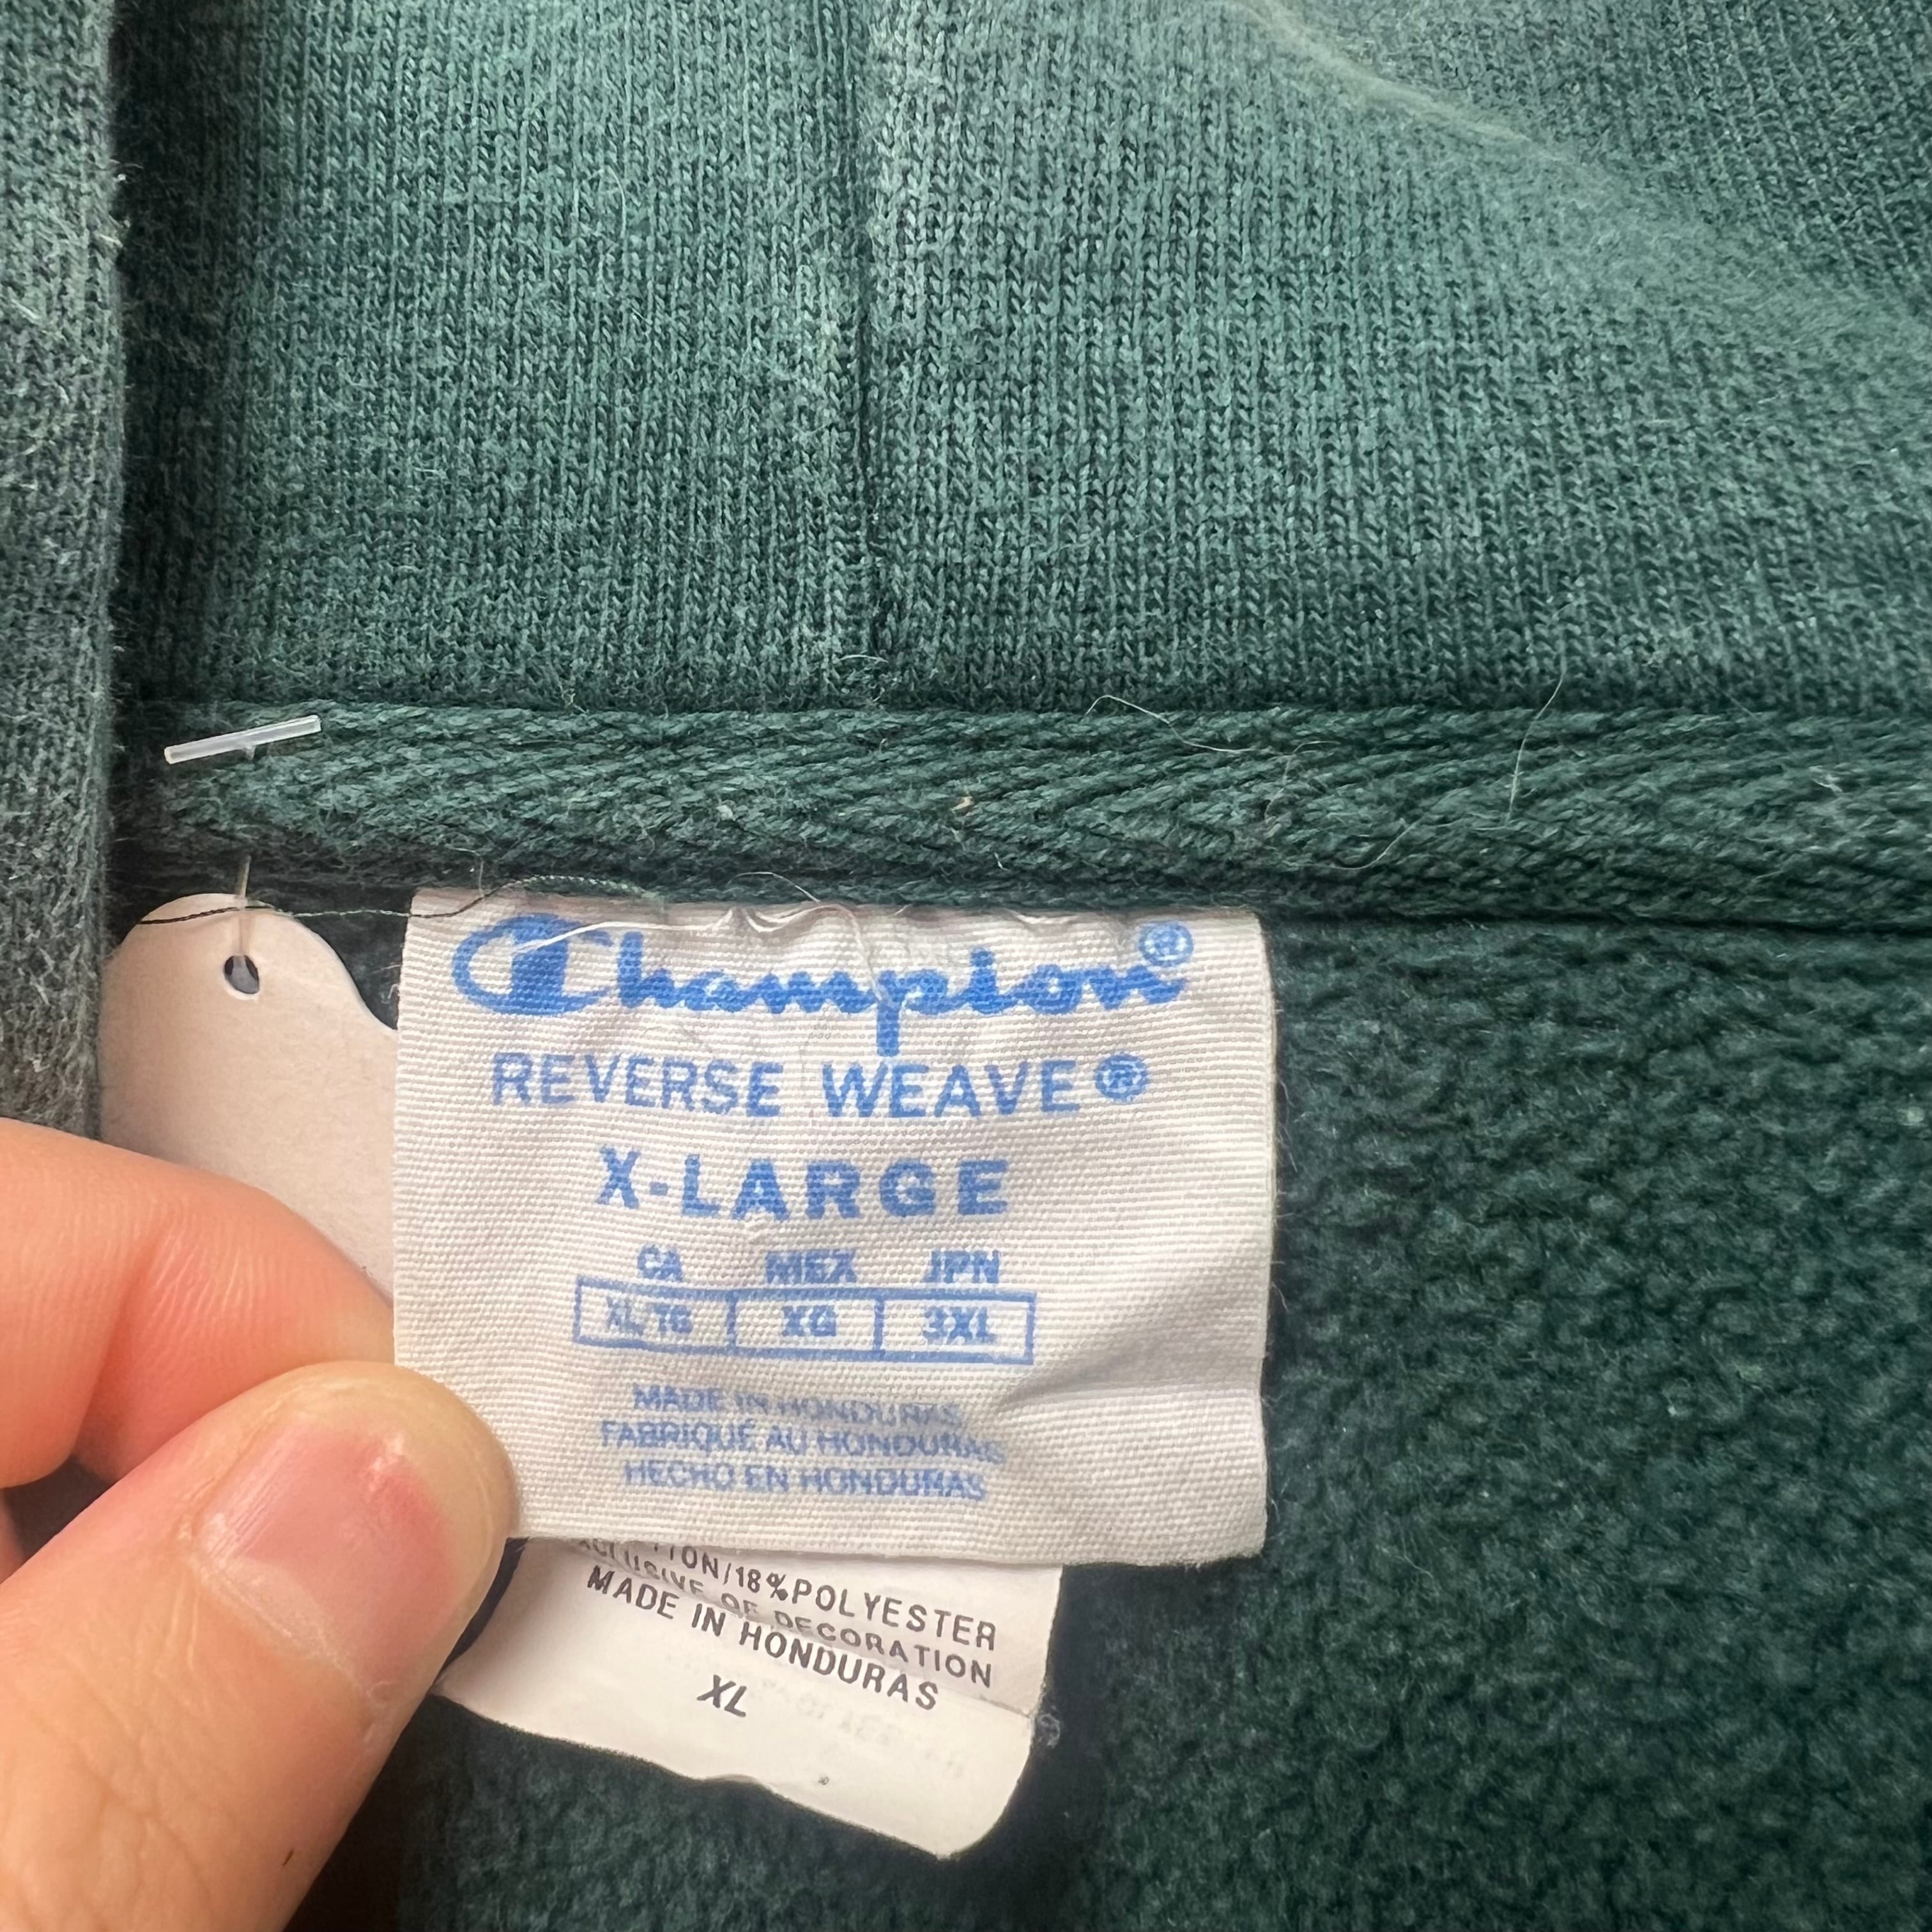 Champion®
REVERSE WEAVE®
X-LARGE
CA MEX JPN
XL/TG XG 3XL
MADE IN HONDURAS
FABRIQUÉ AU HONDURAS
HECHO EN HONDURAS
/18%POLYESTER
OF DECORATION
MADE IN HONDURAS
XL